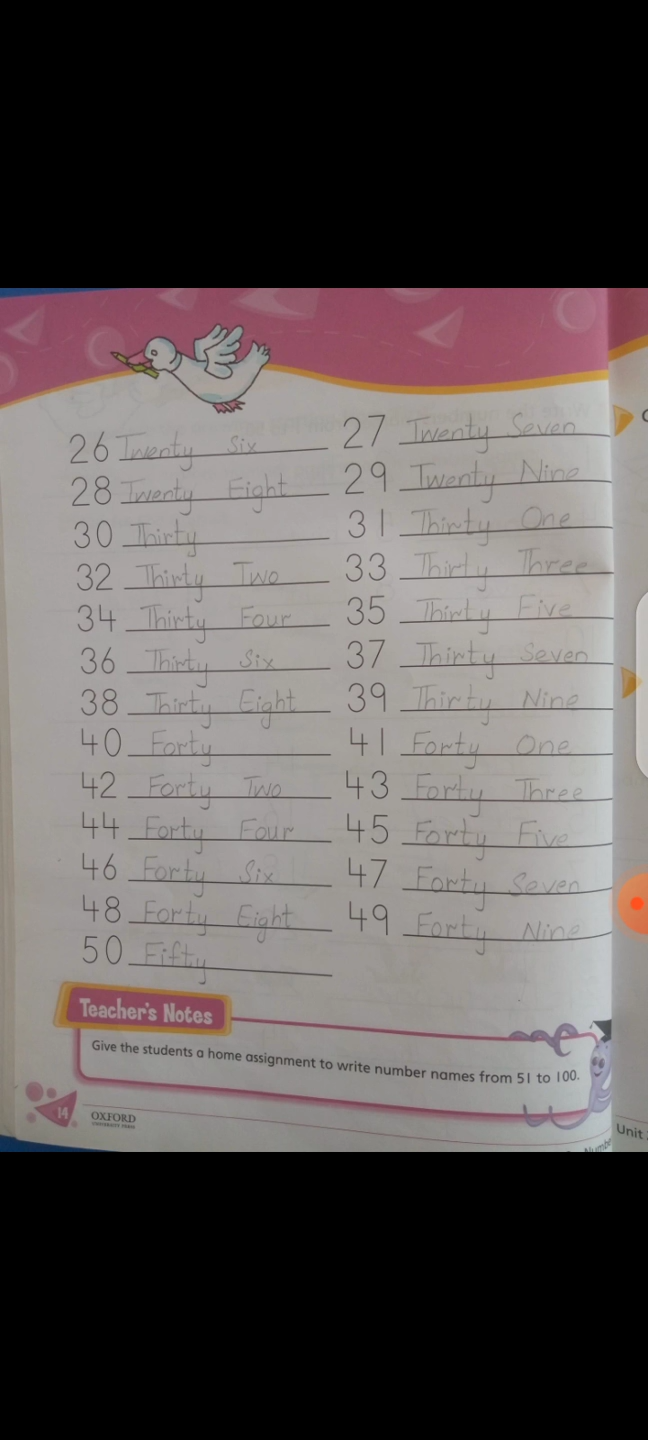 26 Twenty Six 27 Twenty Seven
28 Twenty Eight 29 Twenty Nine
30 Thirty 31 Thirty One
32 Thirty Two 33 Thirty Three
34 Thirty Four 35 Thirty Five
36 Thirty Six 37 Thirty Seven
38 Thirty Eight 39 Thirty Nine
40 Forty 41 Forty One
42 Forty Two 43 Forty Three
44 Forty Four 45 Forty Five
46 Forty Six 47 Forty Seven
48 Forty Eight 49 Forty Nine
50 Fifty
Teacher's Notes
Give the students a home assignment to write number names from 51 to 100.
14 OXFORD
UNIVERSITY PRESS
Unit